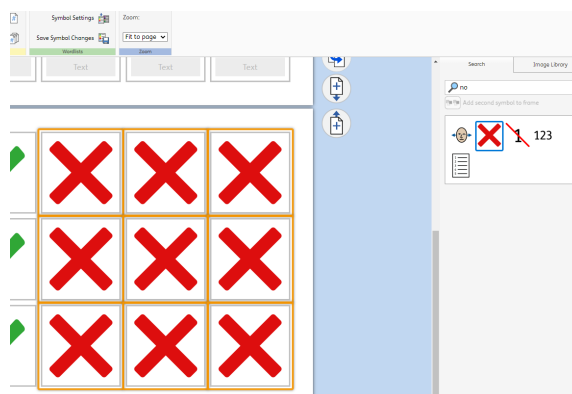 Symbol Settings
Zoom:
Save Symbol Changes
Fit to page
WordLists
Zoom
Text
Text
Text
Search
Image Library
no
Add second symbol to frame
1
123